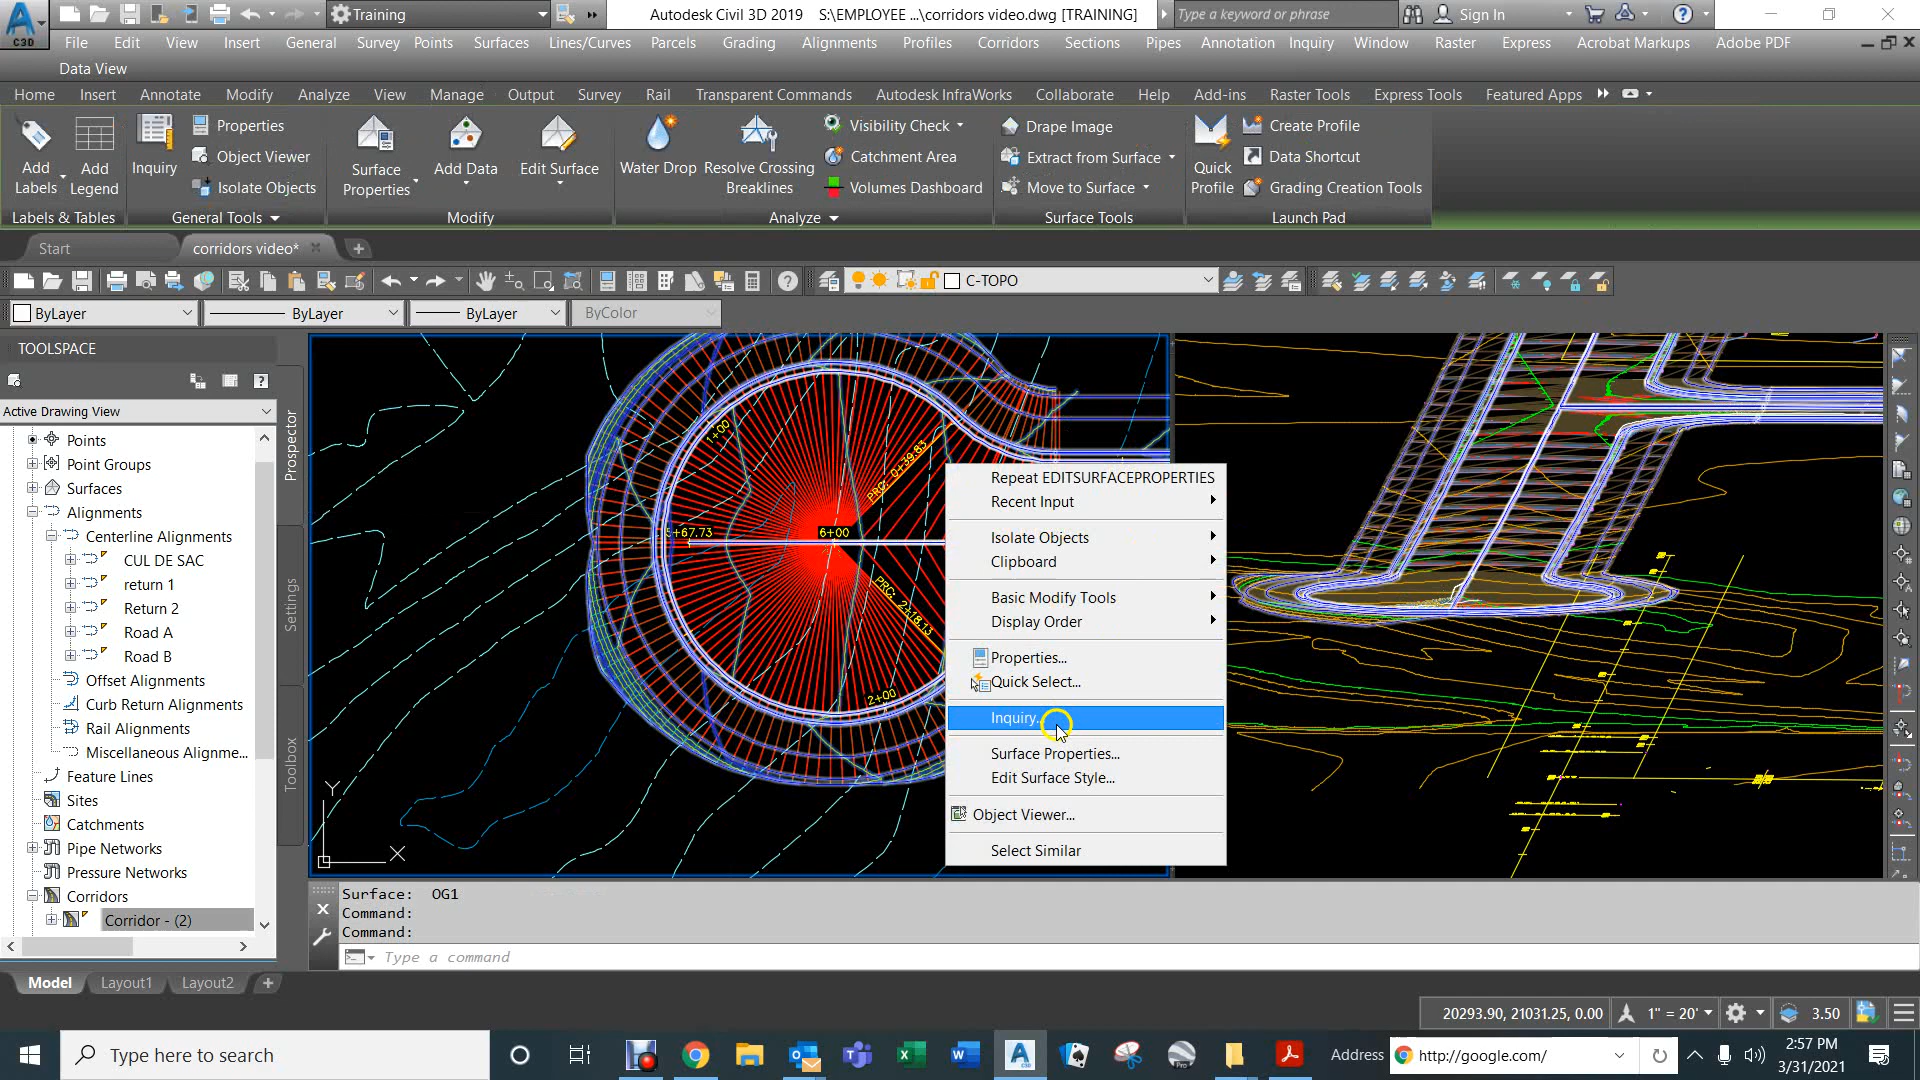 Training
Autodesk Civil 3D 2019 S:\EMPLOYEE ...\corridors video.dwg [TRAINING]
Type a keyword or phrase
Sign In
C3D
File Edit View Insert General Survey Points Surfaces Lines/Curves Parcels Grading Alignments Profiles Corridors Sections Pipes Annotation Inquiry Window Raster Express Acrobat Markups Adobe PDF
Data View
Home Insert Annotate Modify Analyze View Manage Output Survey Rail Transparent Commands Autodesk InfraWorks Collaborate Help Add-ins Raster Tools Express Tools Featured Apps
Properties Visibility Check Drape Image Create Profile
Add Labels Add Legend Inquiry Object Viewer Surface Properties Add Data Edit Surface Water Drop Resolve Crossing Breaklines Catchment Area Extract from Surface Quick Profile Data Shortcut
Isolate Objects Volumes Dashboard Move to Surface Grading Creation Tools
Labels & Tables General Tools Modify Analyze Surface Tools Launch Pad
Start corridors video*
C-TOPO
ByLayer ByLayer ByLayer ByColor
TOOLSPACE
Active Drawing View
Points
Point Groups
Surfaces
Alignments
Centerline Alignments
CUL DE SAC
return 1
Return 2
Road A
Road B
Offset Alignments
Curb Return Alignments
Rail Alignments
Miscellaneous Alignme...
Feature Lines
Sites
Catchments
Pipe Networks
Pressure Networks
Corridors
Corridor - (2)
Prospector
Settings
Toolbox
1+00
PRC: 0+39.83
5+67.73
6+00
PRC: 2+18.13
2+00
Y
X
Repeat EDITSURFACEPROPERTIES
Recent Input
Isolate Objects
Clipboard
Basic Modify Tools
Display Order
Properties...
Quick Select...
Inquiry...
Surface Properties...
Edit Surface Style...
Object Viewer...
Select Similar
Surface: OG1
Command:
Command:
Type a command
Model Layout1 Layout2
20293.90, 21031.25, 0.00 1" = 20' 3.50
Type here to search
Address http://google.com/
2:57 PM
3/31/2021